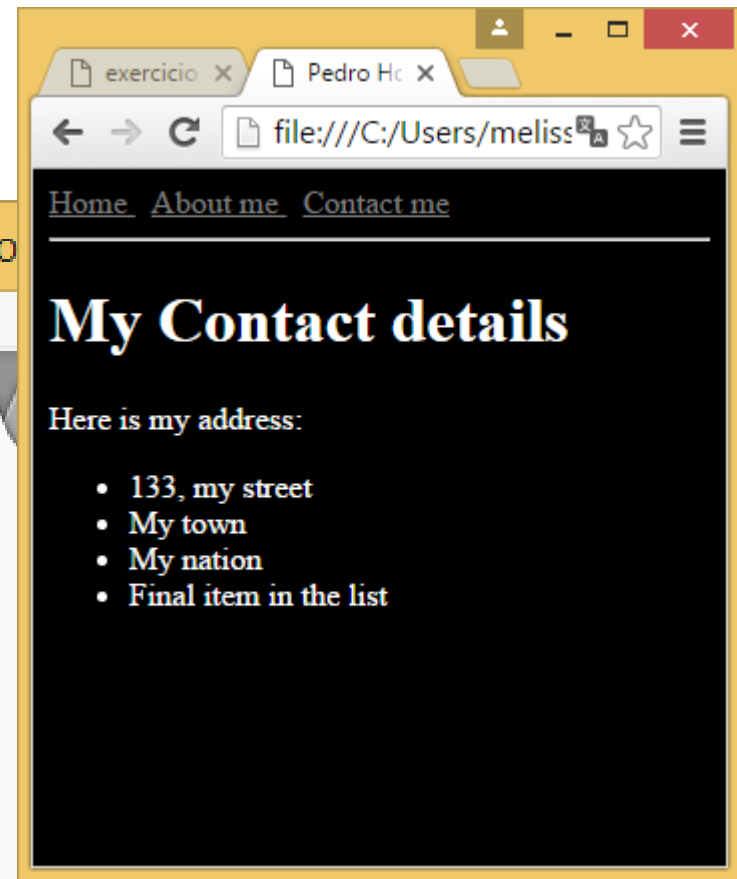 exercicio Pedro Ho
file:///C:/Users/meliss
Home About me Contact me
My Contact details
Here is my address:
133, my street
My town
My nation
Final item in the list